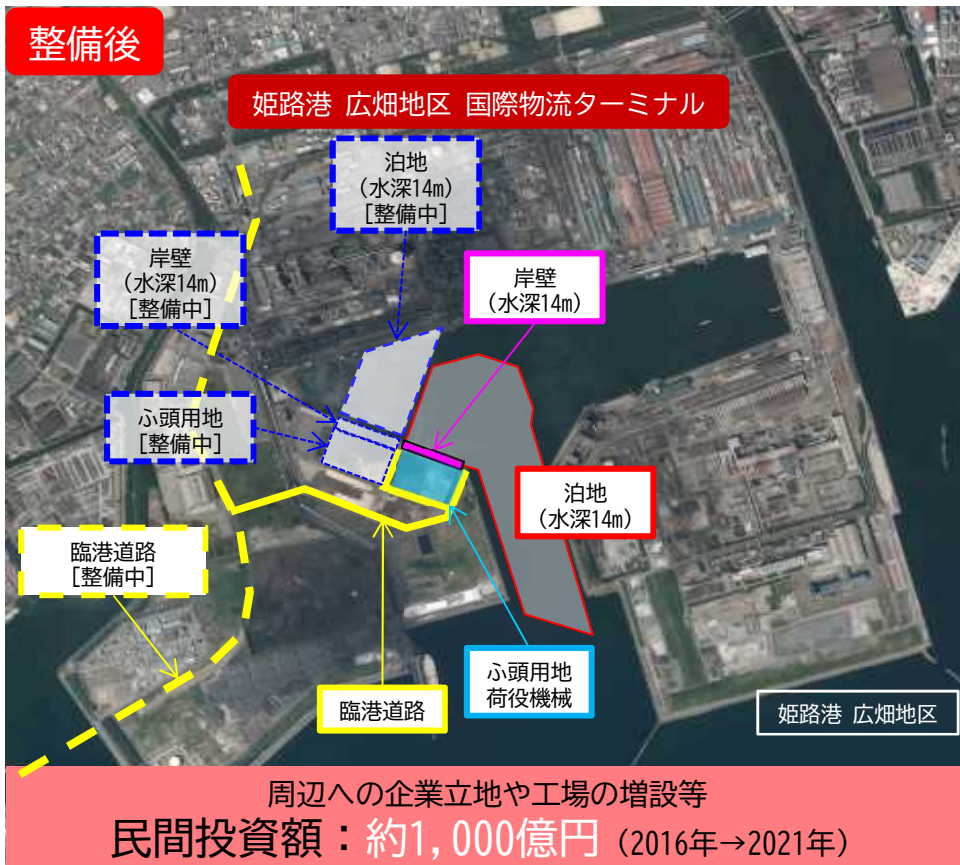 整備後
姫路港 広畑地区 国際物流ターミナル
泊地
(水深14m)
[整備中]
岸壁
(水深14m)
[整備中]
岸壁
(水深14m)
ふ頭用地
[整備中]
泊地
(水深14m)
臨港道路
[整備中]
臨港道路
ふ頭用地
荷役機械
姫路港 広畑地区
周辺への企業立地や工場の増設等
民間投資額：約1,000億円（2016年→2021年）